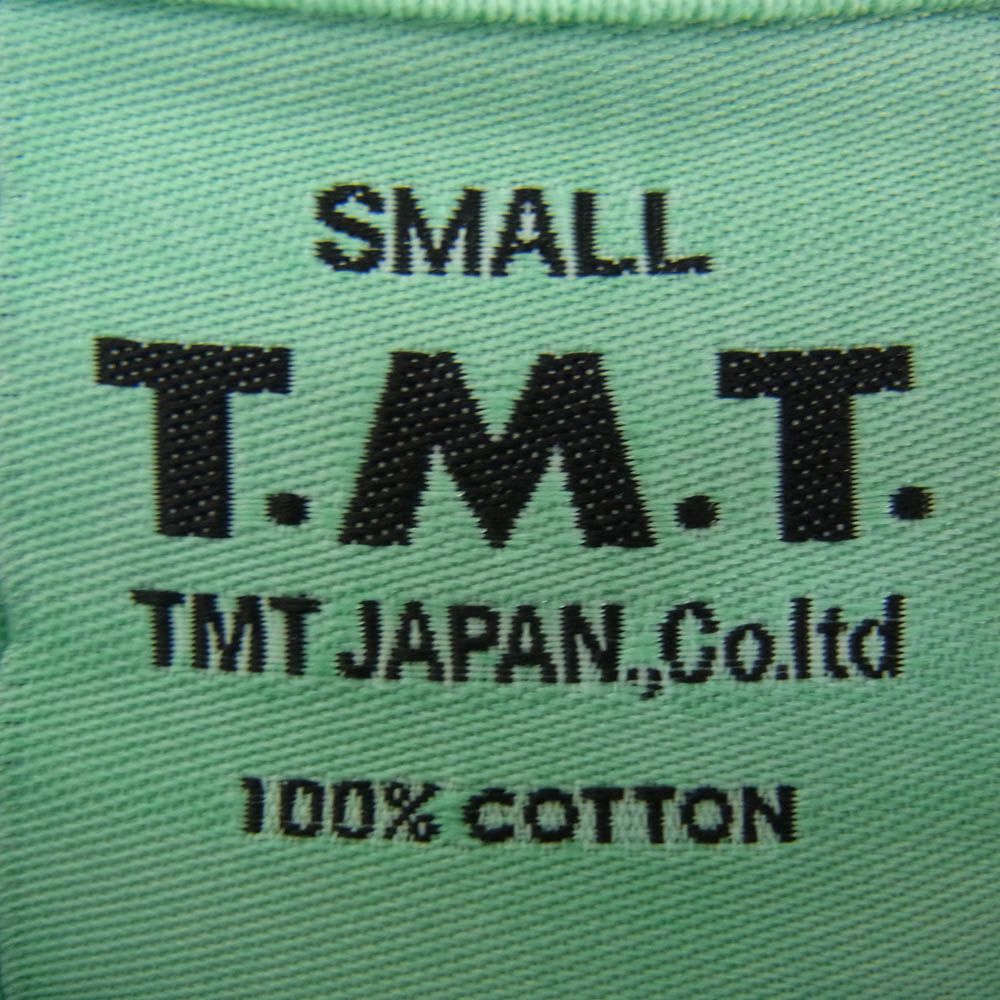 SMALL
T.M.T.
TMT JAPAN.,Co.ltd
100% COTTON